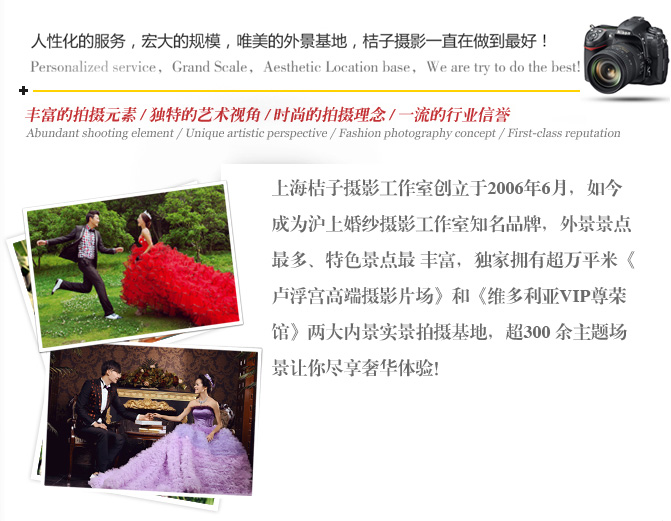 人性化的服务，宏大的规模，唯美的外景基地，桔子摄影一直在做到最好！
Personalized service，Grand Scale，Aesthetic Location base，We are try to do the best!
丰富的拍摄元素 / 独特的艺术视角 / 时尚的拍摄理念 / 一流的行业信誉
Abundant shooting element / Unique artistic perspective / Fashion photography concept / First-class reputation
上海桔子摄影工作室创立于2006年6月，如今
成为沪上婚纱摄影工作室知名品牌，外景景点
最多、特色景点最 丰富，独家拥有超万平米《
卢浮宫高端摄影片场》和《维多利亚VIP尊荣
馆》两大内景实景拍摄基地，超300 余主题场
景让你尽享奢华体验!
Nikon